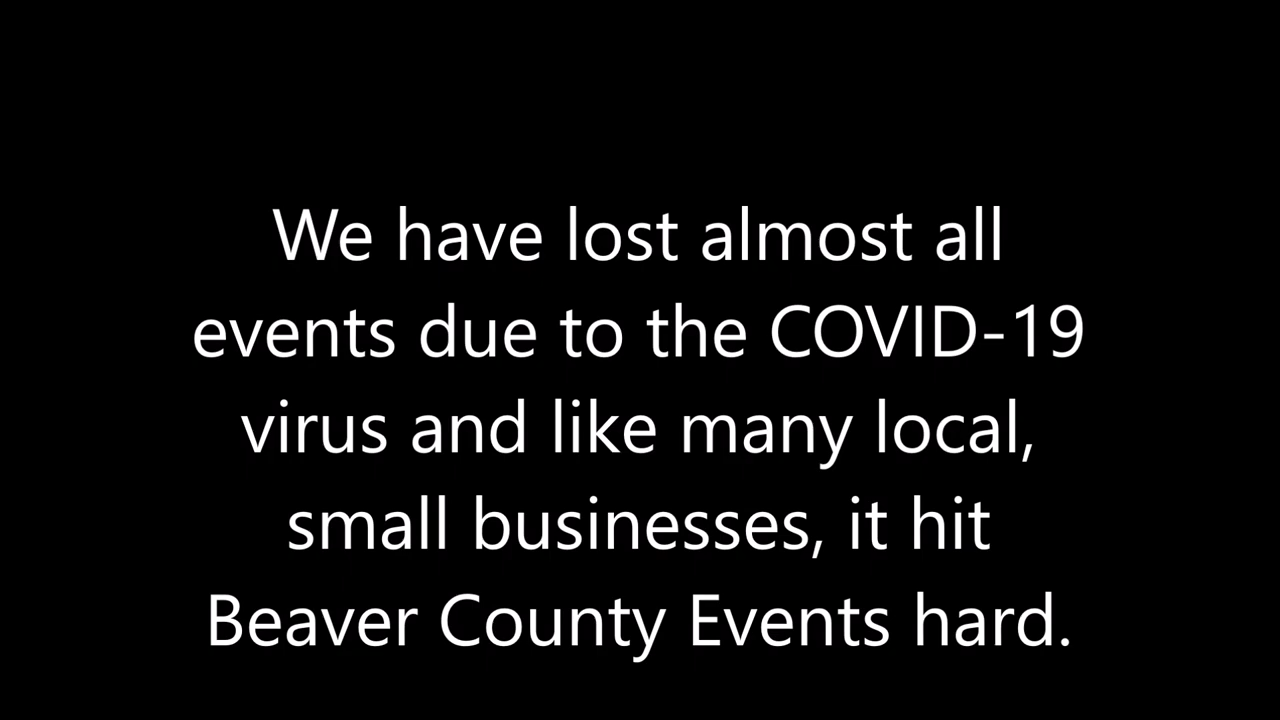 We have lost almost all
events due to the COVID-19
virus and like many local,
small businesses, it hit
Beaver County Events hard.